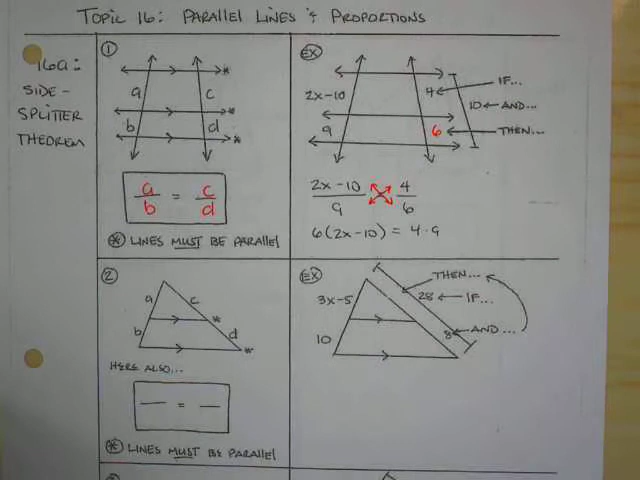 TOPIC 16: PARALLEL LINES & PROPORTIONS
16a:
SIDE-
SPLITTER
THEOREM
①
a
c
b
d
*
*
*
a/b = c/d
⊛ LINES MUST BE PARALLEL
EX
2x-10
4
IF...
10
AND...
9
6
THEN...
2x-10/9 4/6
6(2x-10) = 4·9
②
a
c
b
d
*
*
HERE ALSO...
— = —
⊛ LINES MUST BE PARALLEL
EX
THEN...
3x-5
28
IF...
10
8
AND...